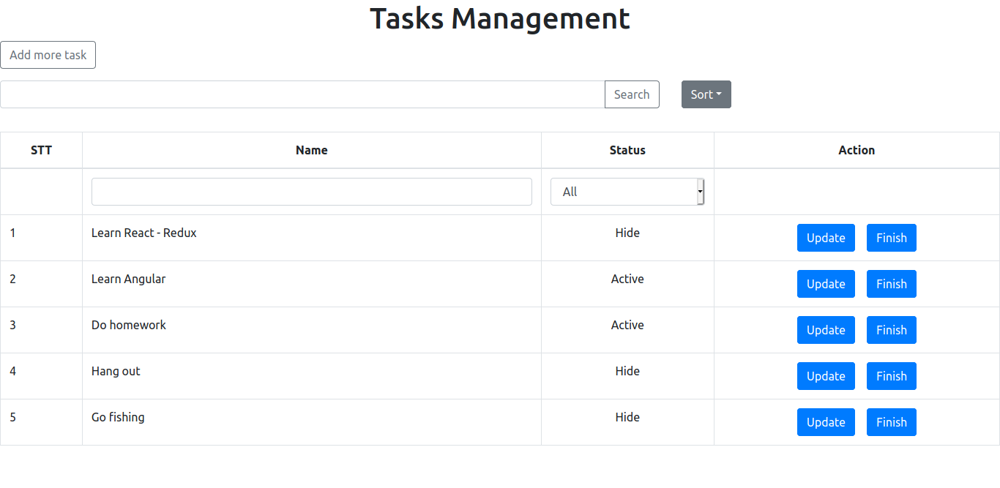 Tasks Management
Add more task
Search Sort
STT Name Status Action
All
1 Learn React - Redux Hide Update Finish
2 Learn Angular Active Update Finish
3 Do homework Active Update Finish
4 Hang out Hide Update Finish
5 Go fishing Hide Update Finish